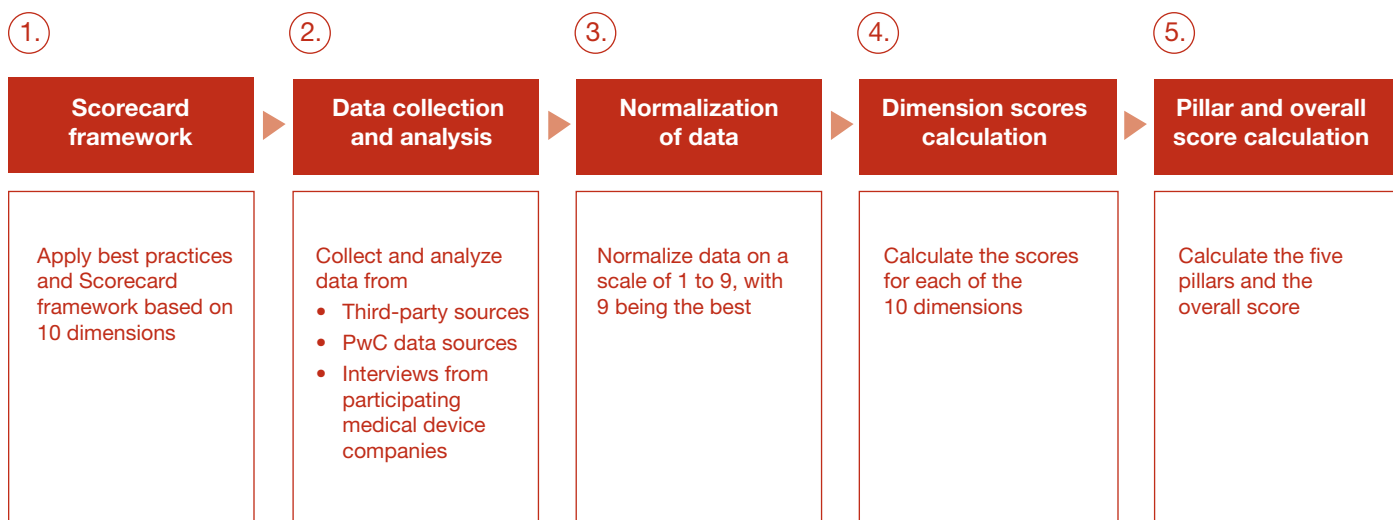 1.
Scorecard
framework
Apply best practices
and Scorecard
framework based on
10 dimensions
2.
Data collection
and analysis
Collect and analyze
data from
• Third-party sources
• PwC data sources
• Interviews from
participating
medical device
companies
3.
Normalization
of data
Normalize data on a
scale of 1 to 9, with
9 being the best
4.
Dimension scores
calculation
Calculate the scores
for each of the
10 dimensions
5.
Pillar and overall
score calculation
Calculate the five
pillars and the
overall score